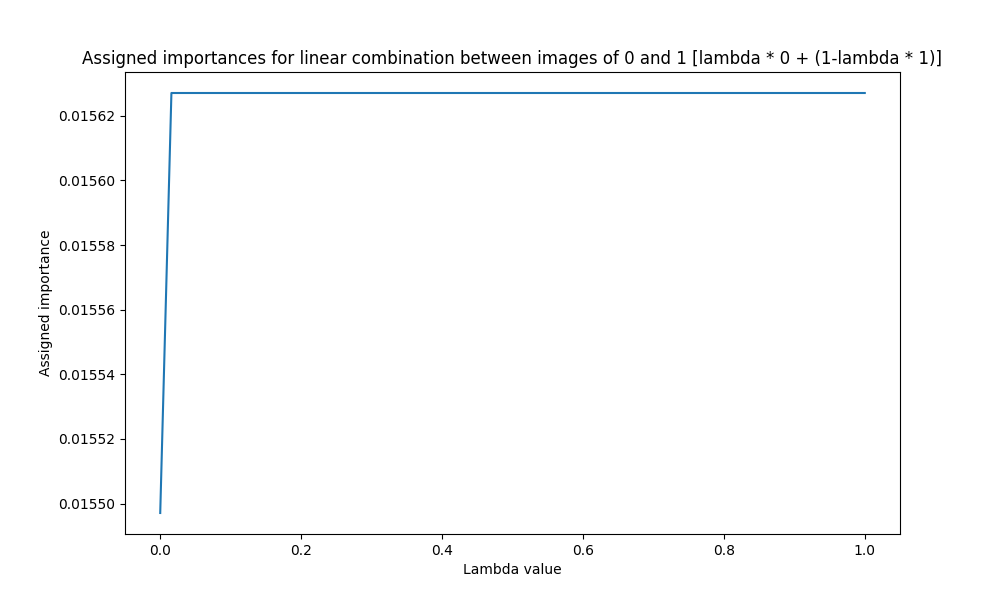 Assigned importances for linear combination between images of 0 and 1 [lambda * 0 + (1-lambda * 1)]
0.01562
0.01560
0.01558
0.01556
0.01554
0.01552
0.01550
Assigned importance
0.0 0.2 0.4 0.6 0.8 1.0
Lambda value